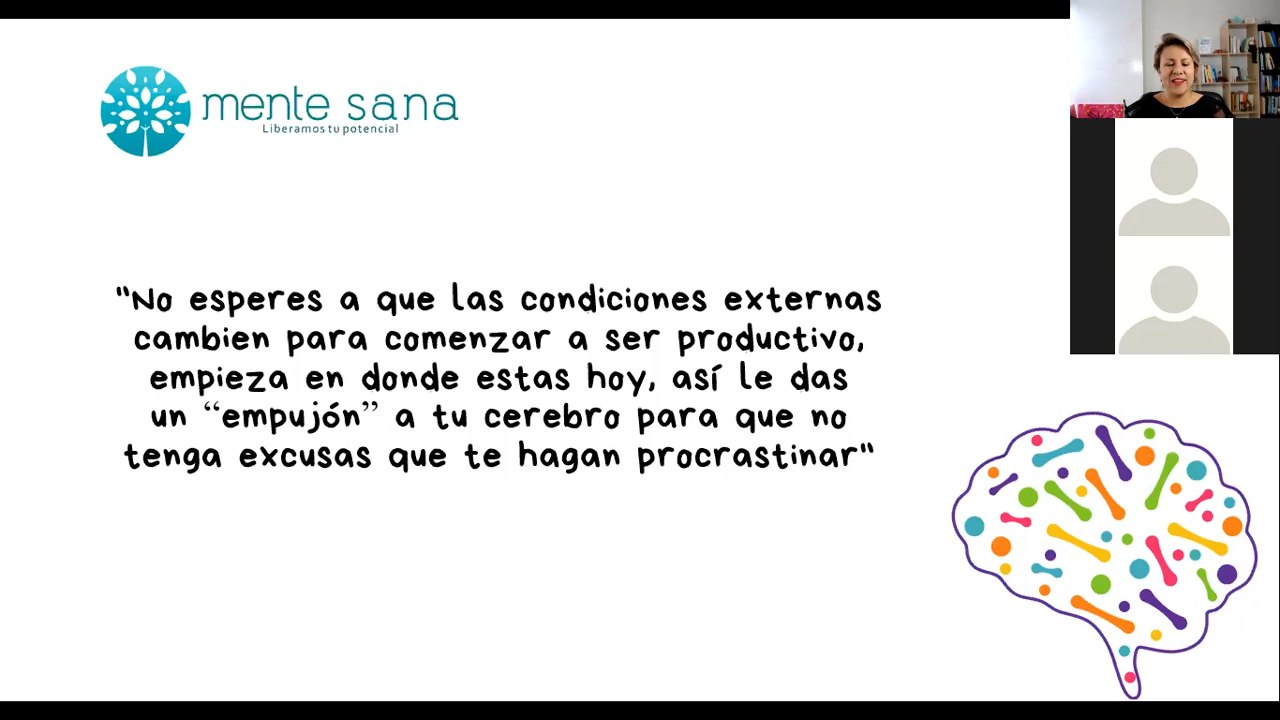 mente sana
Liberamos tu potencial
"No esperes a que las condiciones externas
cambien para comenzar a ser productivo,
empieza en donde estas hoy, así le das
un “empujón” a tu cerebro para que no
tenga excusas que te hagan procrastinar"